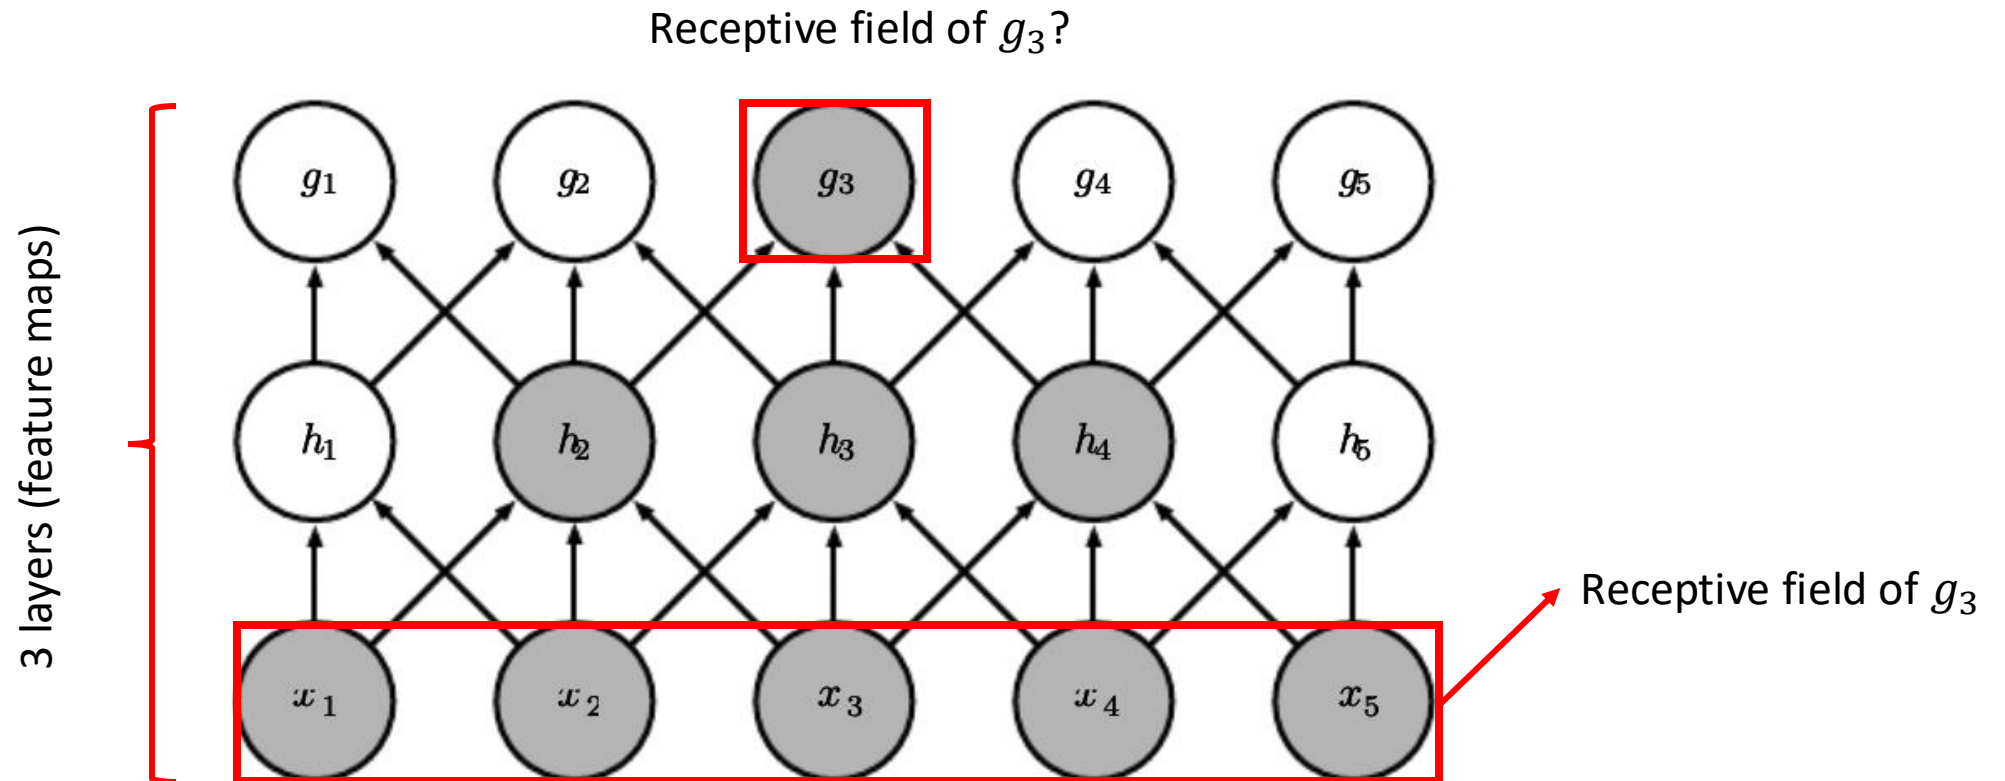 Receptive field of g₃?
3 layers (feature maps)
g₁ g₂ g₃ g₄ g₅
h₁ h₂ h₃ h₄ h₅
Receptive field of g₃
x₁ x₂ x₃ x₄ x₅